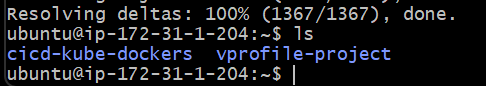 Resolving deltas: 100% (1367/1367), done.
ubuntu@ip-172-31-1-204:~$ ls
cicd-kube-dockers  vprofile-project
ubuntu@ip-172-31-1-204:~$